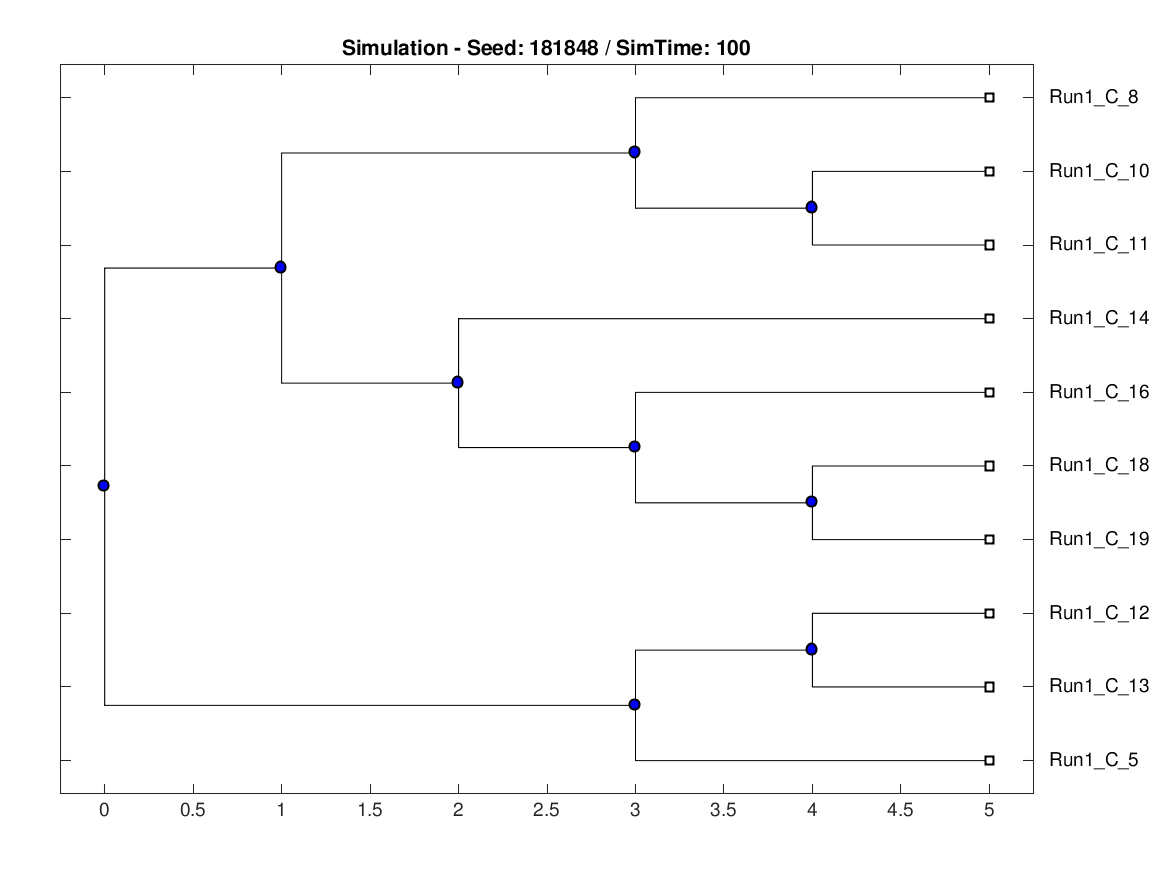 Simulation - Seed: 181848 / SimTime: 100
Run1_C_8
Run1_C_10
Run1_C_11
Run1_C_14
Run1_C_16
Run1_C_18
Run1_C_19
Run1_C_12
Run1_C_13
Run1_C_5
0 0.5 1 1.5 2 2.5 3 3.5 4 4.5 5